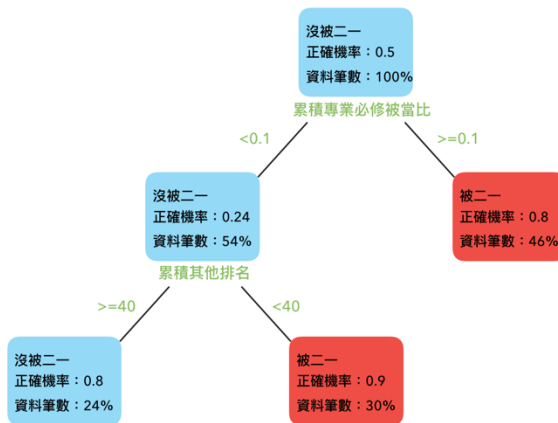 沒被二一
正確機率：0.5
資料筆數：100%
累積專業必修被當比
<0.1
>=0.1
沒被二一
正確機率：0.24
資料筆數：54%
被二一
正確機率：0.8
資料筆數：46%
累積其他排名
>=40
<40
沒被二一
正確機率：0.8
資料筆數：24%
被二一
正確機率：0.9
資料筆數：30%